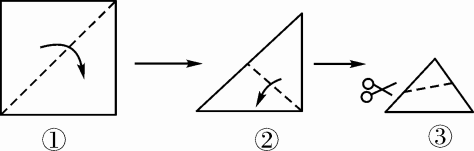 ① ② ③